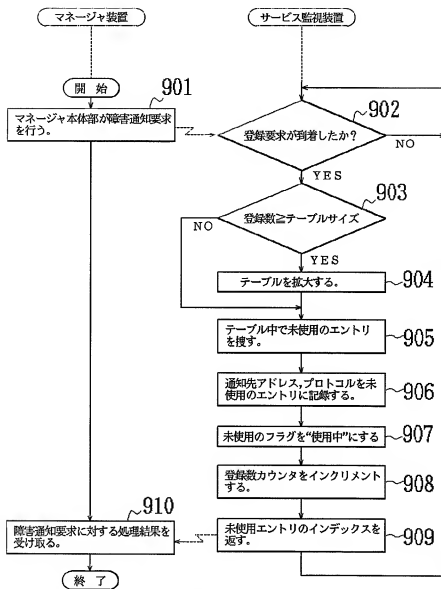 マネージャ装置
サービス監視装置
開始
901
マネージャ本体部が障害通知要求
を行う。
902
登録要求が到着したか?
NO
YES
903
登録数≧テーブルサイズ
NO
YES
テーブルを拡大する。
904
テーブル中で未使用のエントリ
を捜す。
905
通知先アドレス,プロトコルを未
使用のエントリに記録する。
906
未使用のフラグを“使用中”にする
907
登録数カウンタをインクリメント
する。
908
910
障害通知要求に対する処理結果を
受け取る。
未使用エントリのインデックスを
返す。
909
終了